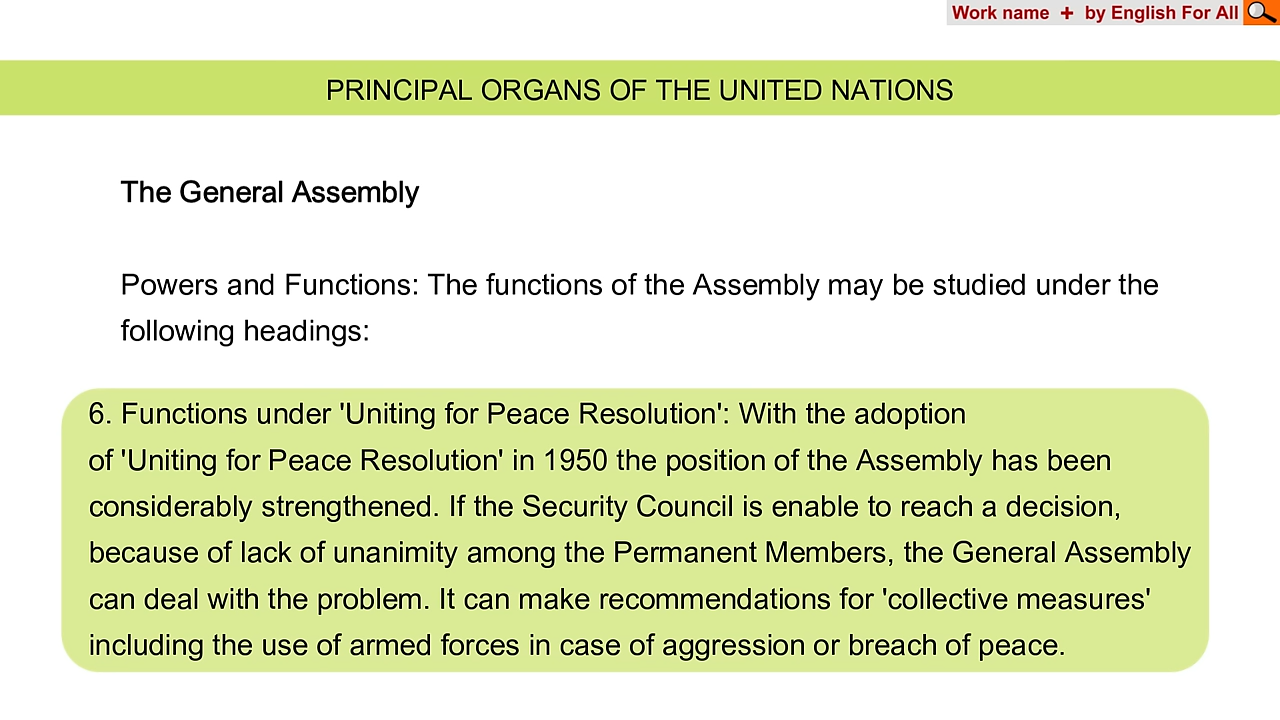 Work name + by English For All
PRINCIPAL ORGANS OF THE UNITED NATIONS
The General Assembly
Powers and Functions: The functions of the Assembly may be studied under the
following headings:
6. Functions under 'Uniting for Peace Resolution': With the adoption
of 'Uniting for Peace Resolution' in 1950 the position of the Assembly has been
considerably strengthened. If the Security Council is enable to reach a decision,
because of lack of unanimity among the Permanent Members, the General Assembly
can deal with the problem. It can make recommendations for 'collective measures'
including the use of armed forces in case of aggression or breach of peace.